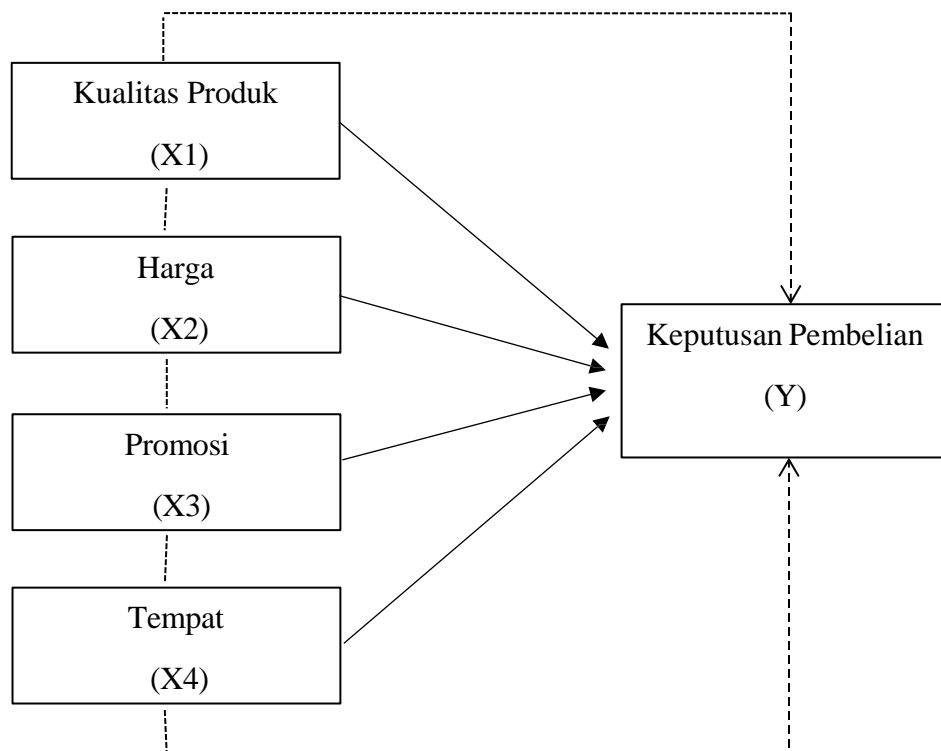 Kualitas Produk
(X1)
Harga
(X2)
Promosi
(X3)
Tempat
(X4)
Keputusan Pembelian
(Y)